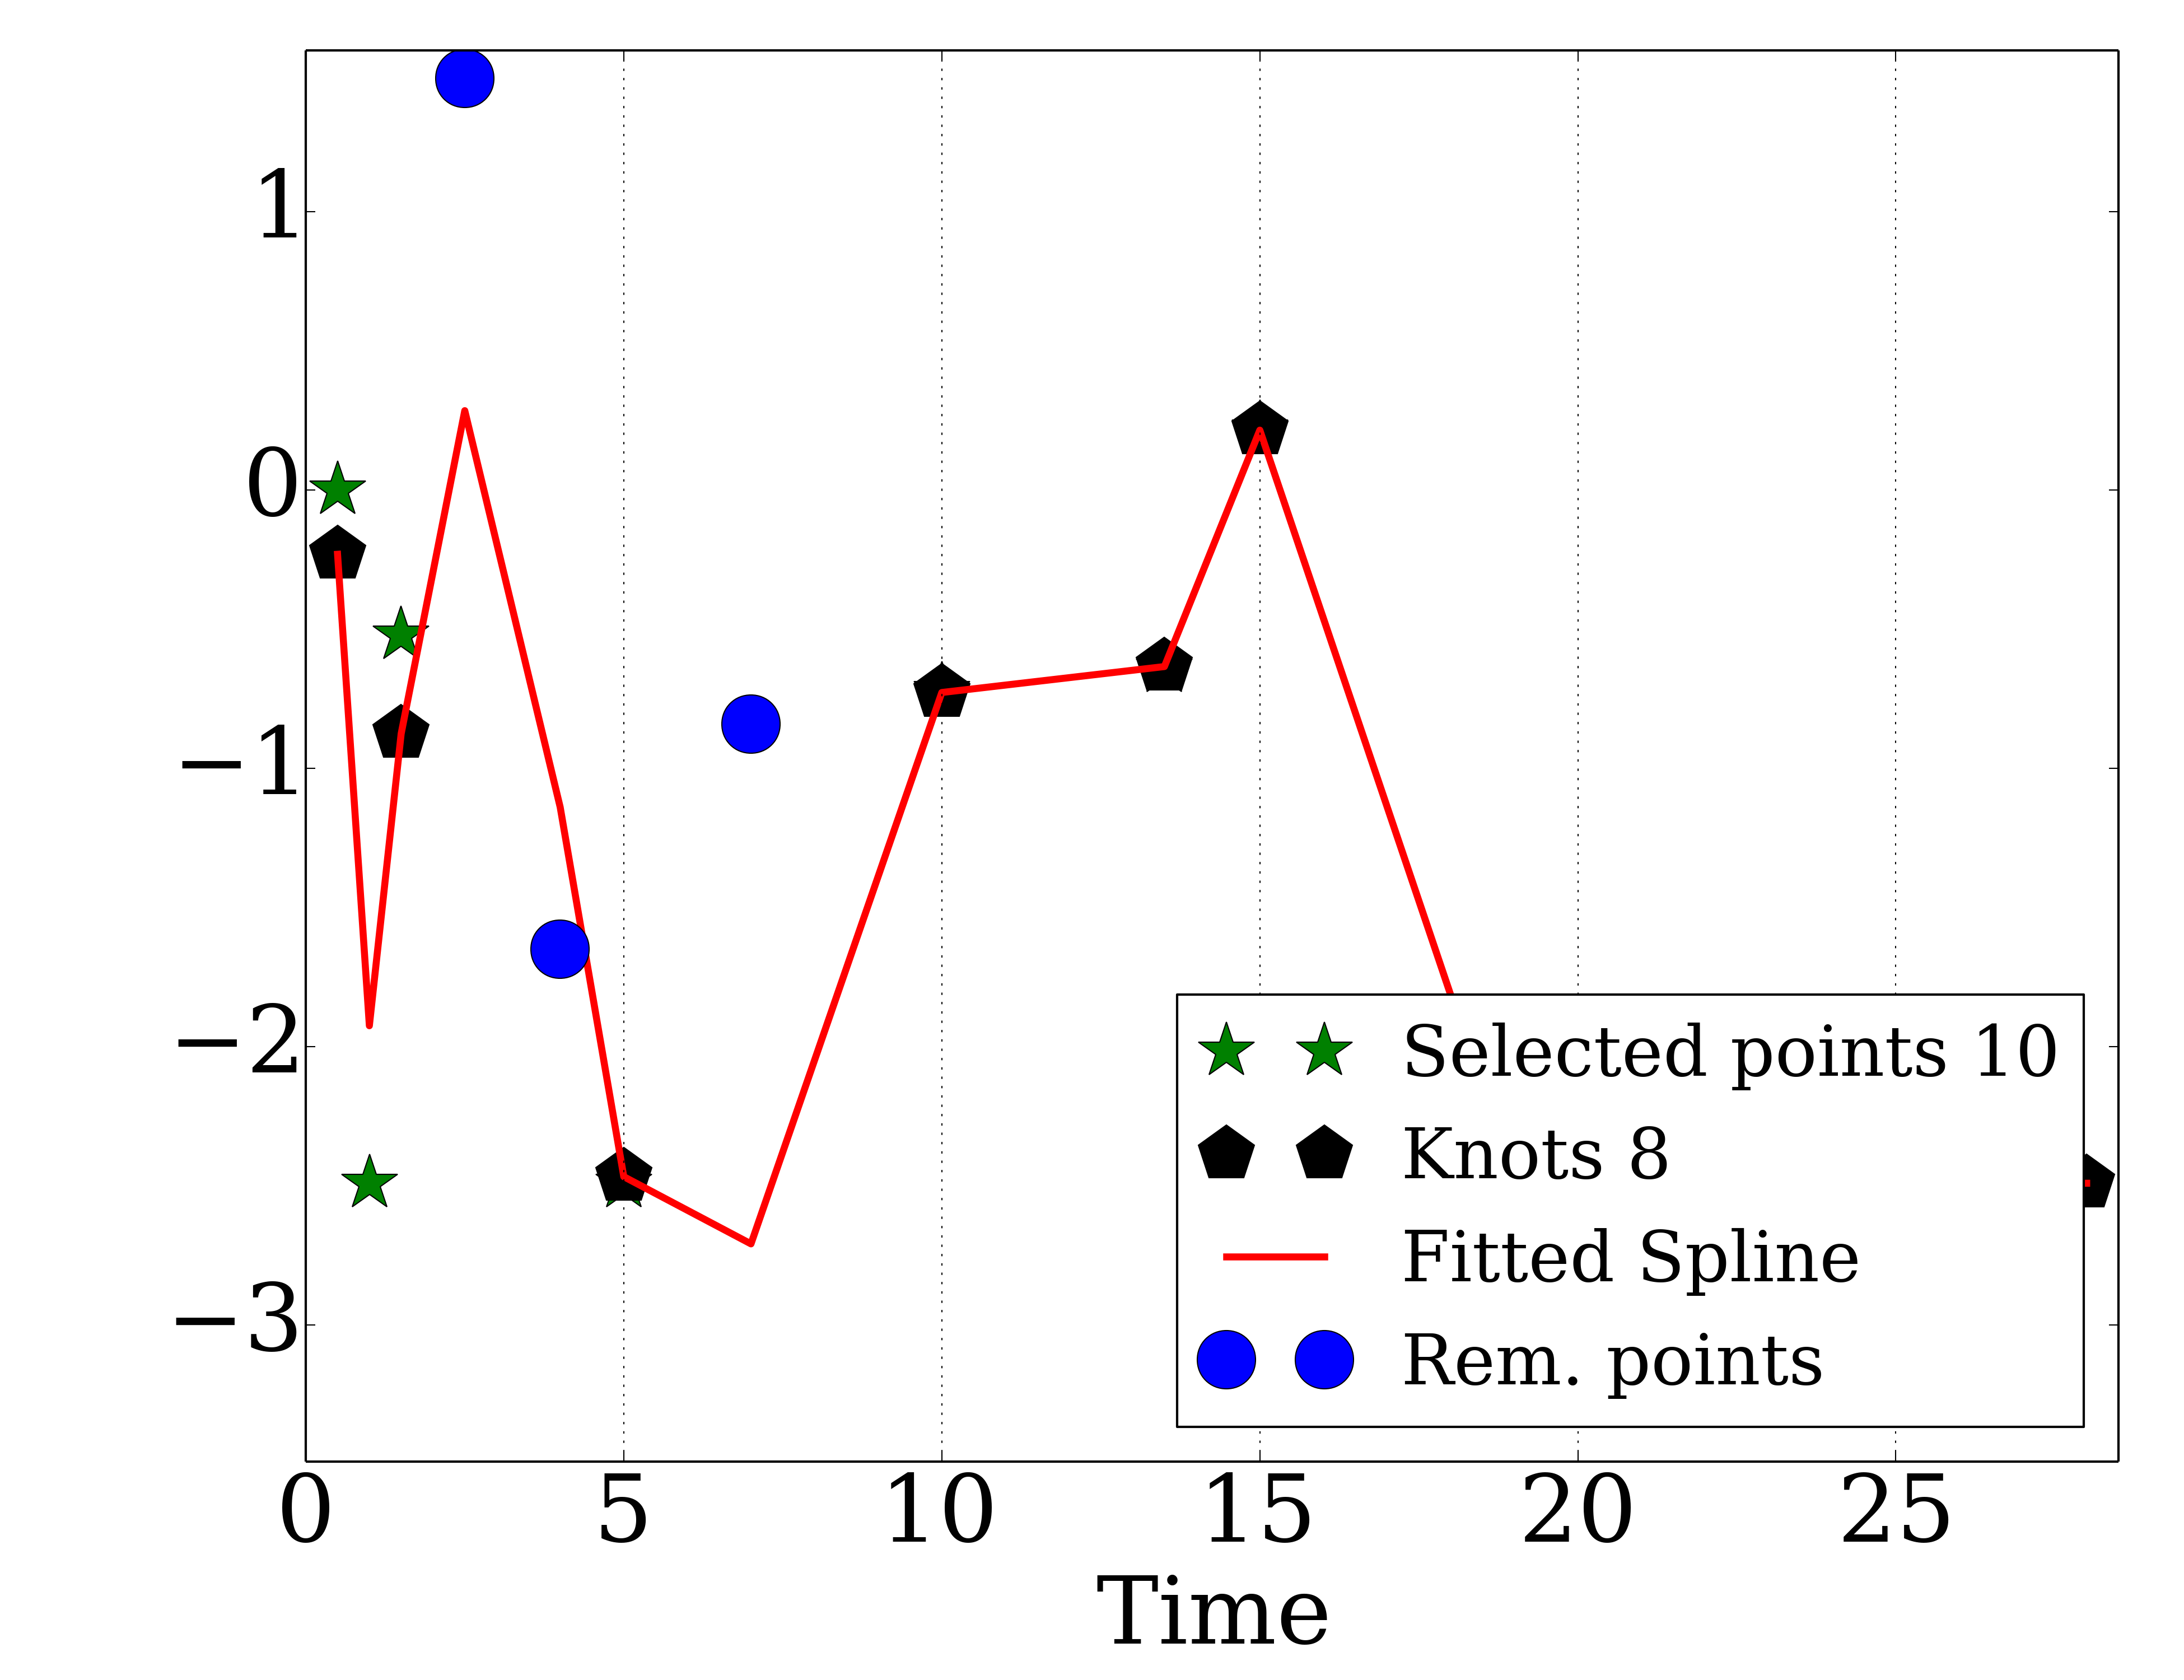 1
0
−1
−2
−3
0 5 10 15 20 25
Time
Selected points 10
Knots 8
Fitted Spline
Rem. points